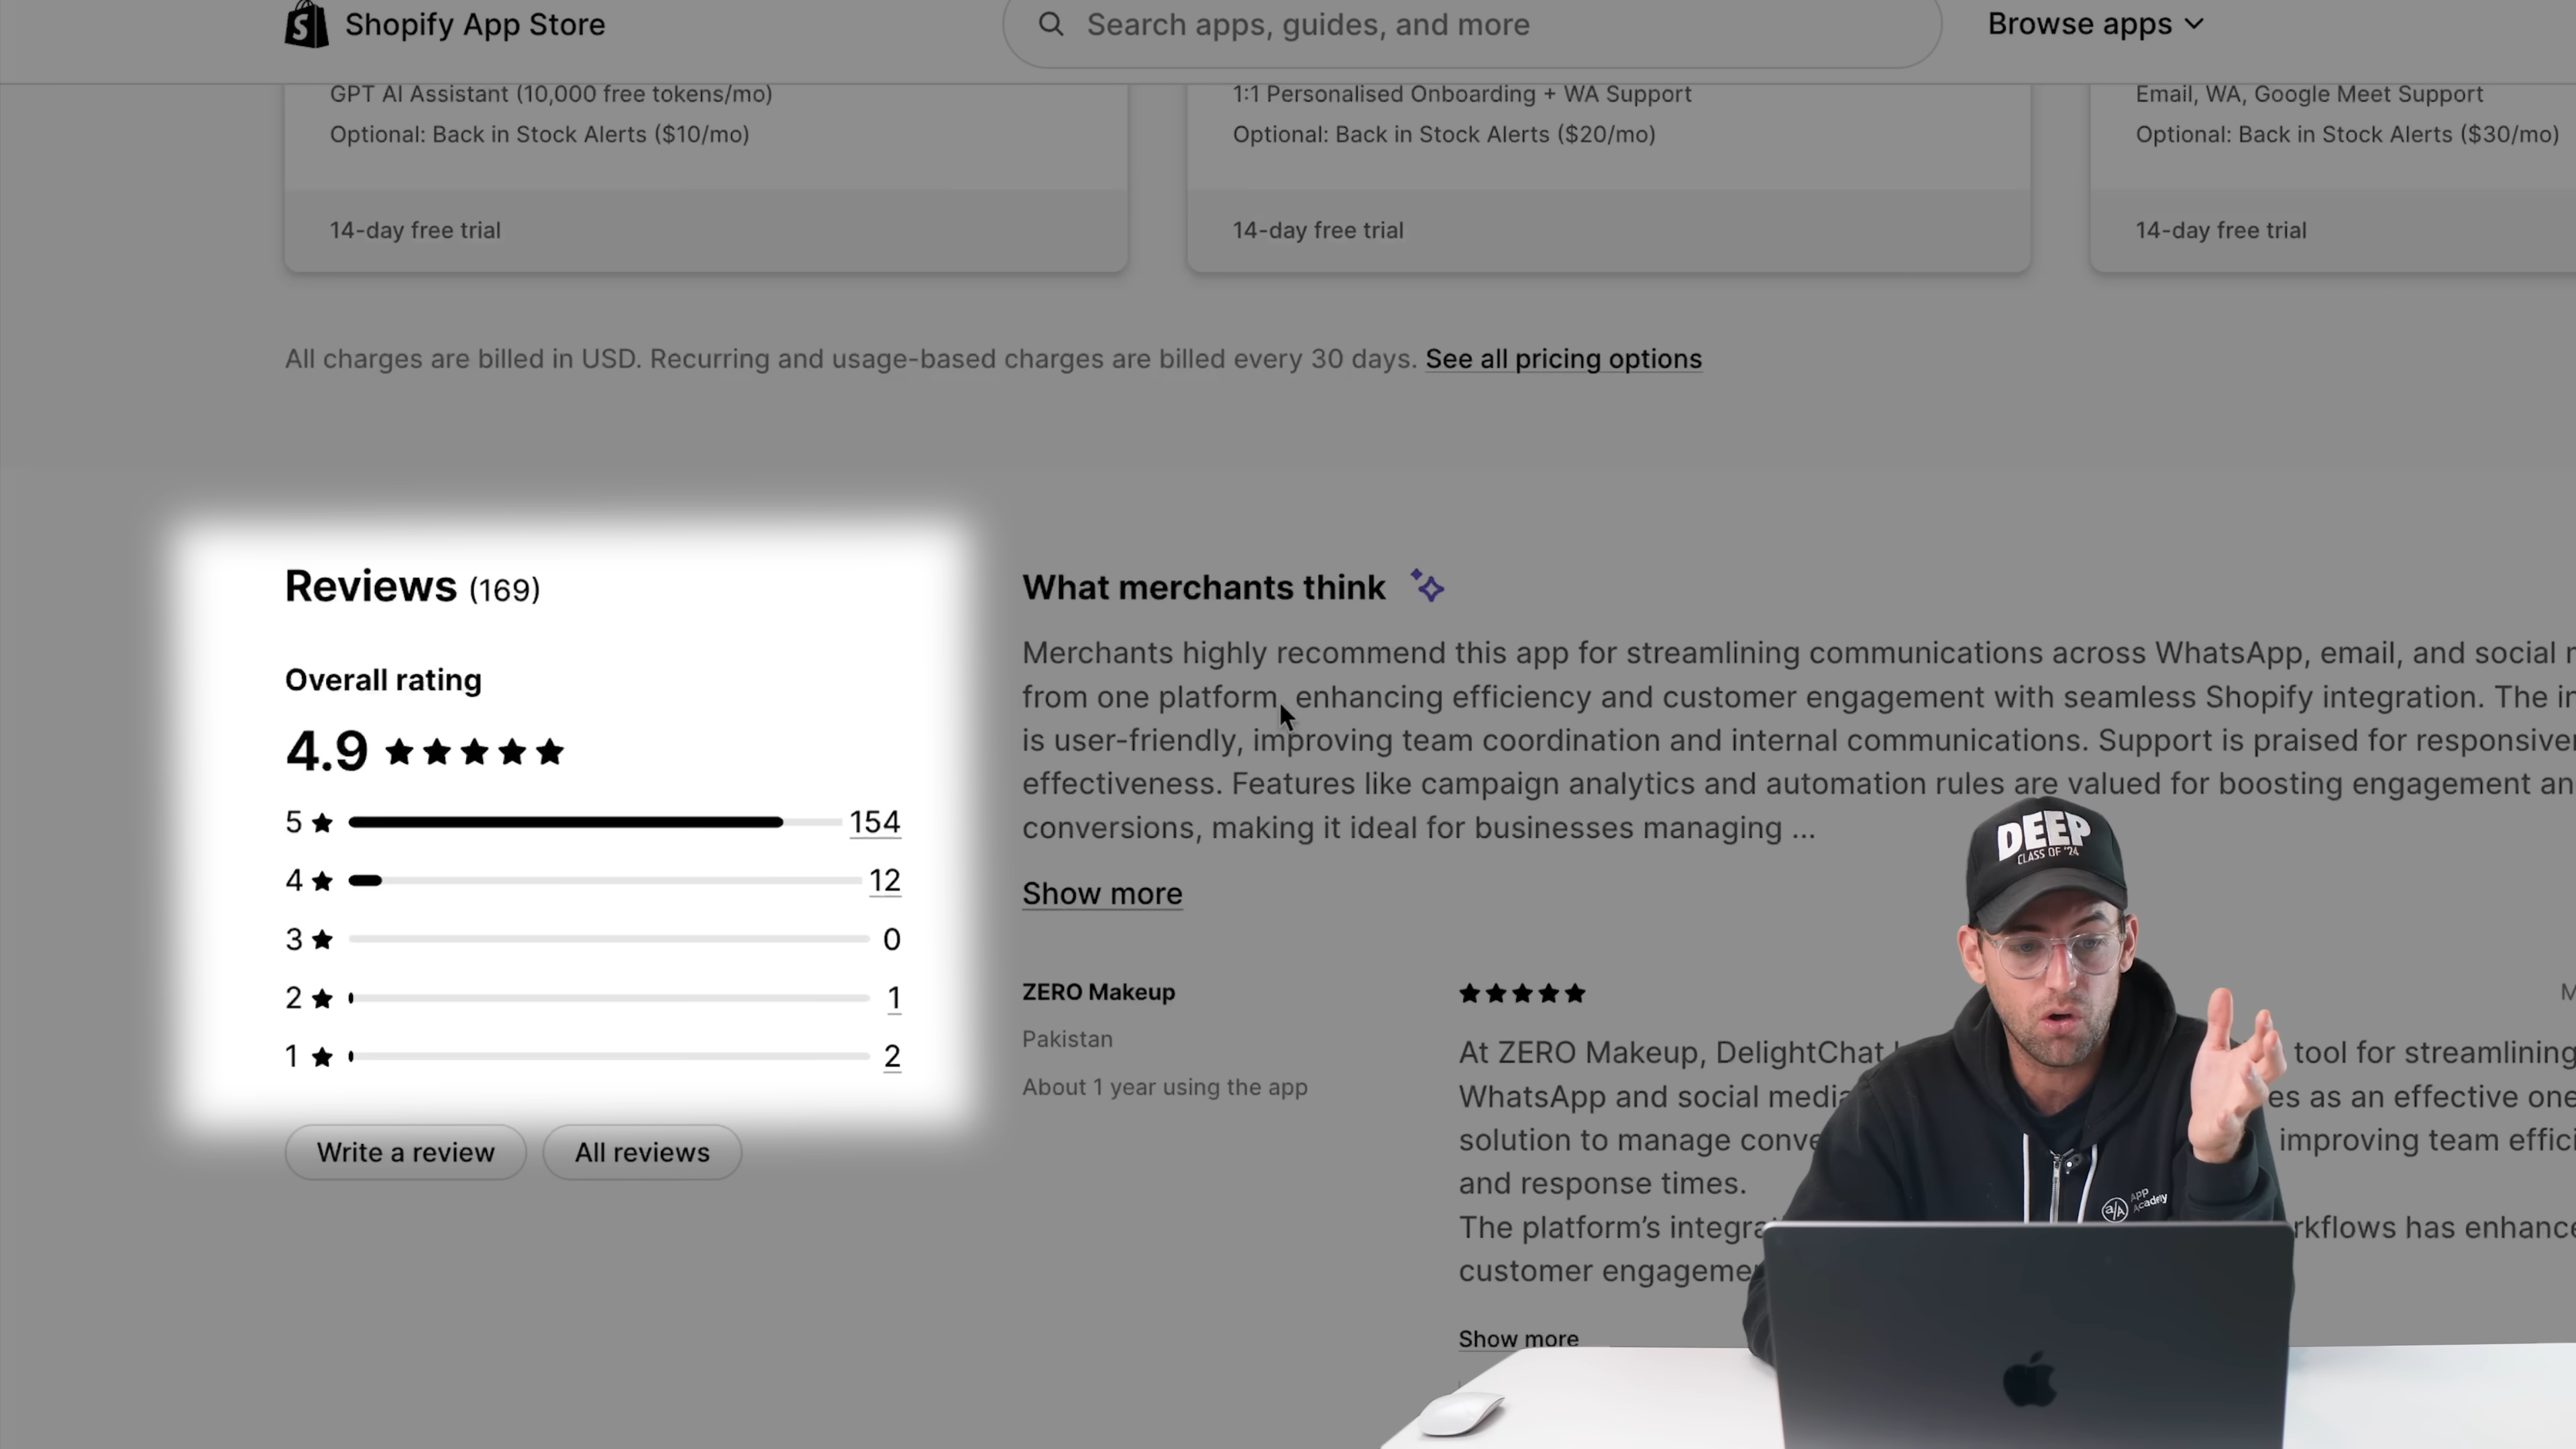 Shopify App Store
Search apps, guides, and more
Browse apps
GPT AI Assistant (10,000 free tokens/mo)
Optional: Back in Stock Alerts ($10/mo)
14-day free trial
1:1 Personalised Onboarding + WA Support
Optional: Back in Stock Alerts ($20/mo)
14-day free trial
Email, WA, Google Meet Support
Optional: Back in Stock Alerts ($30/mo)
14-day free trial
All charges are billed in USD. Recurring and usage-based charges are billed every 30 days. See all pricing options
Reviews (169)
Overall rating
4.9
5 154
4 12
3 0
2 1
1 2
Write a review
All reviews
What merchants think
Merchants highly recommend this app for streamlining communications across WhatsApp, email, and social
from one platform, enhancing efficiency and customer engagement with seamless Shopify integration. The
is user-friendly, improving team coordination and internal communications. Support is praised for
effectiveness. Features like campaign analytics and automation rules are valued for boosting engagement
conversions, making it ideal for businesses managing ...
Show more
ZERO Makeup
Pakistan
About 1 year using the app
At ZERO Makeup, DelightChat tool for streamlining
WhatsApp and social media as an effective
solution to manage improving team
and response times.
The platform's has
customer
Show more
DEEP
CLASS OF '24
a/A App
Academy